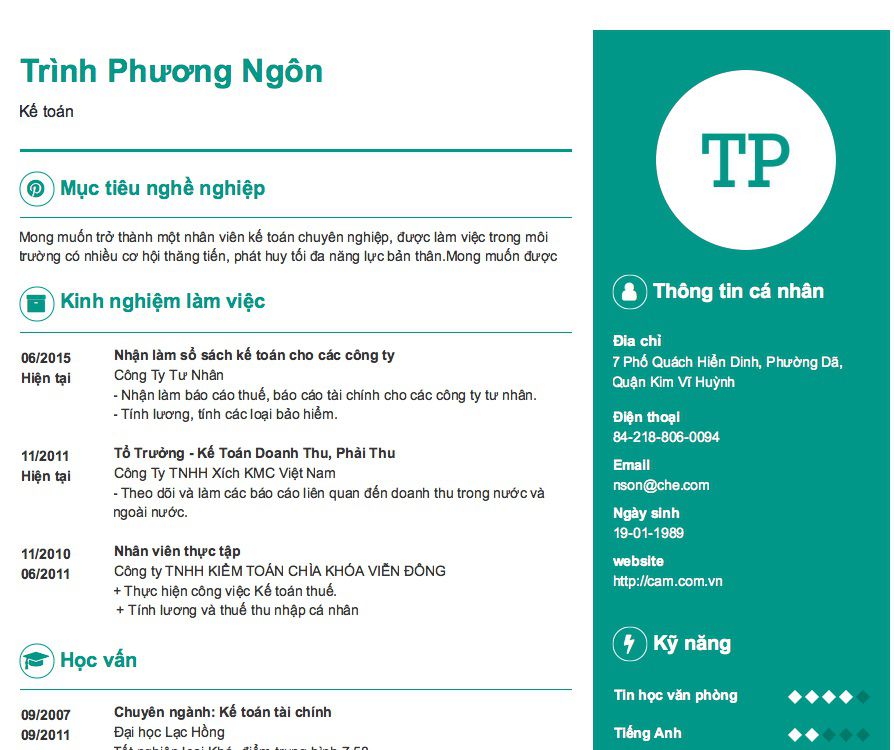 Trình Phương Ngôn
Kế toán
Mục tiêu nghề nghiệp
Mong muốn trở thành một nhân viên kế toán chuyên nghiệp, được làm việc trong môi
trường có nhiều cơ hội thăng tiến, phát huy tối đa năng lực bản thân.Mong muốn được
Kinh nghiệm làm việc
06/2015
Hiện tại
Nhận làm sổ sách kế toán cho các công ty
Công Ty Tư Nhân
- Nhận làm báo cáo thuế, báo cáo tài chính cho các công ty tư nhân.
- Tính lương, tính các loại bảo hiểm.
11/2011
Hiện tại
Tổ Trưởng - Kế Toán Doanh Thu, Phải Thu
Công Ty TNHH Xích KMC Việt Nam
- Theo dõi và làm các báo cáo liên quan đến doanh thu trong nước và
ngoài nước.
11/2010
06/2011
Nhân viên thực tập
Công ty TNHH KIỂM TOÁN CHÌA KHÓA VIỄN ĐÔNG
+ Thực hiện công việc Kế toán thuế.
+ Tính lương và thuế thu nhập cá nhân
Học vấn
09/2007
09/2011
Chuyên ngành: Kế toán tài chính
Đại học Lạc Hồng
Tốt nghiệp loại Khá, điểm trung bình 7.50
TP
Thông tin cá nhân
Địa chỉ
7 Phố Quách Hiển Dinh, Phường Dã,
Quận Kim Vĩ Huỳnh
Điện thoại
84-218-806-0094
Email
nson@che.com
Ngày sinh
19-01-1989
website
http://cam.com.vn
Kỹ năng
Tin học văn phòng
Tiếng Anh